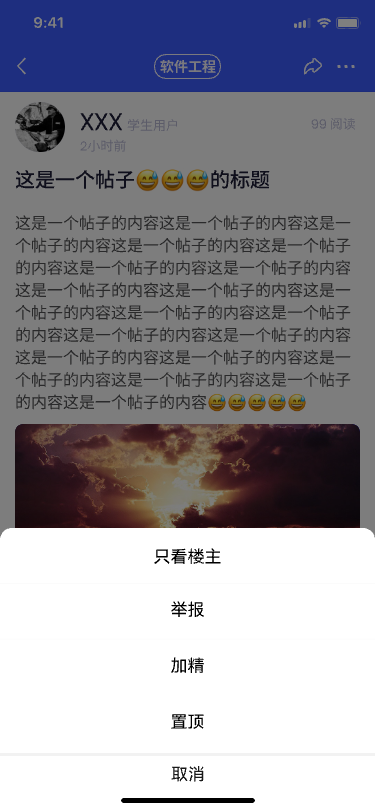 9:41
软件工程
XXX 学生用户
99 阅读
2小时前
这是一个帖子😅😅😅的标题
这是一个帖子的内容这是一个帖子的内容这是一
个帖子的内容这是一个帖子的内容这是一个帖子
的内容这是一个帖子的内容这是一个帖子的内容
这是一个帖子的内容这是一个帖子的内容这是一
个帖子的内容这是一个帖子的内容这是一个帖子
的内容这是一个帖子的内容这是一个帖子的内容
这是一个帖子的内容这是一个帖子的内容这是一
个帖子的内容这是一个帖子的内容这是一个帖子
的内容这是一个帖子的内容😅😅😅😅😅
只看楼主
举报
加精
置顶
取消